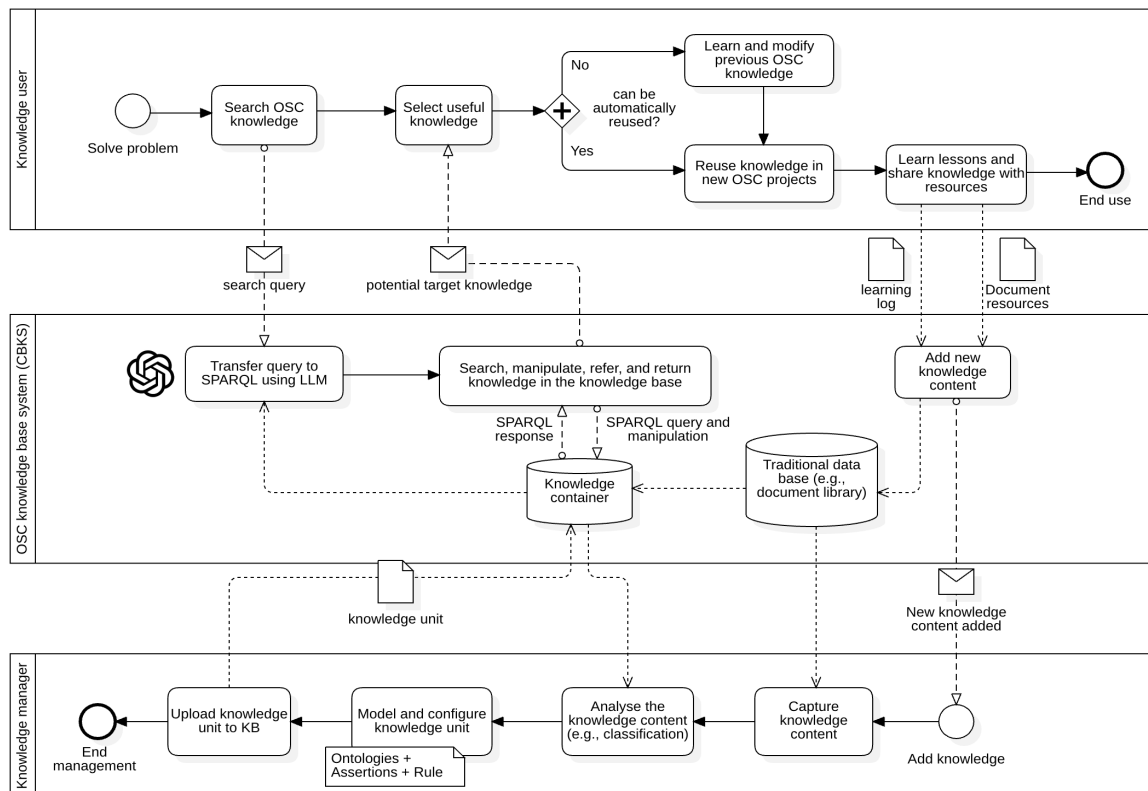 Knowledge user
Solve problem
Search OSC
knowledge
Select useful
knowledge
No
can be
automatically
reused?
Yes
Learn and modify
previous OSC
knowledge
Reuse knowledge in
new OSC projects
Learn lessons and
share knowledge with
resources
End use
search query
potential target knowledge
learning
log
Document
resources
OSC knowledge base system (CBKS)
Transfer query to
SPARQL using LLM
Search, manipulate, refer, and return
knowledge in the knowledge base
Add new
knowledge
content
SPARQL
response
SPARQL query and
manipulation
Knowledge
container
Traditional data
base (e.g.,
document library)
knowledge unit
New knowledge
content added
Knowledge manager
End
management
Upload knowledge
unit to KB
Model and configure
knowledge unit
Ontologies +
Assertions + Rule
Analyse the
knowledge content
(e.g., classification)
Capture
knowledge
content
Add knowledge